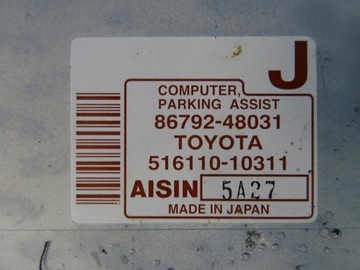 J
COMPUTER,
PARKING ASSIST
86792-48031
TOYOTA
516110-10311
AISIN 5A27
MADE IN JAPAN